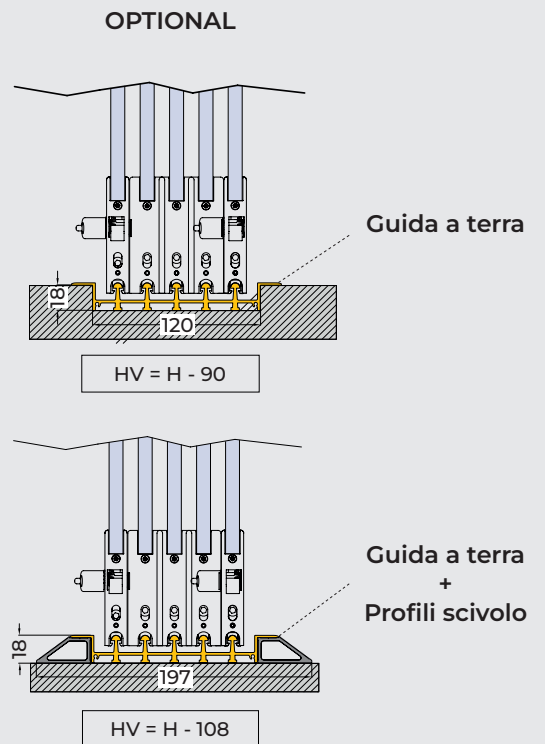 OPTIONAL
Guida a terra
18
120
HV = H - 90
Guida a terra
+
Profili scivolo
18
197
HV = H - 108